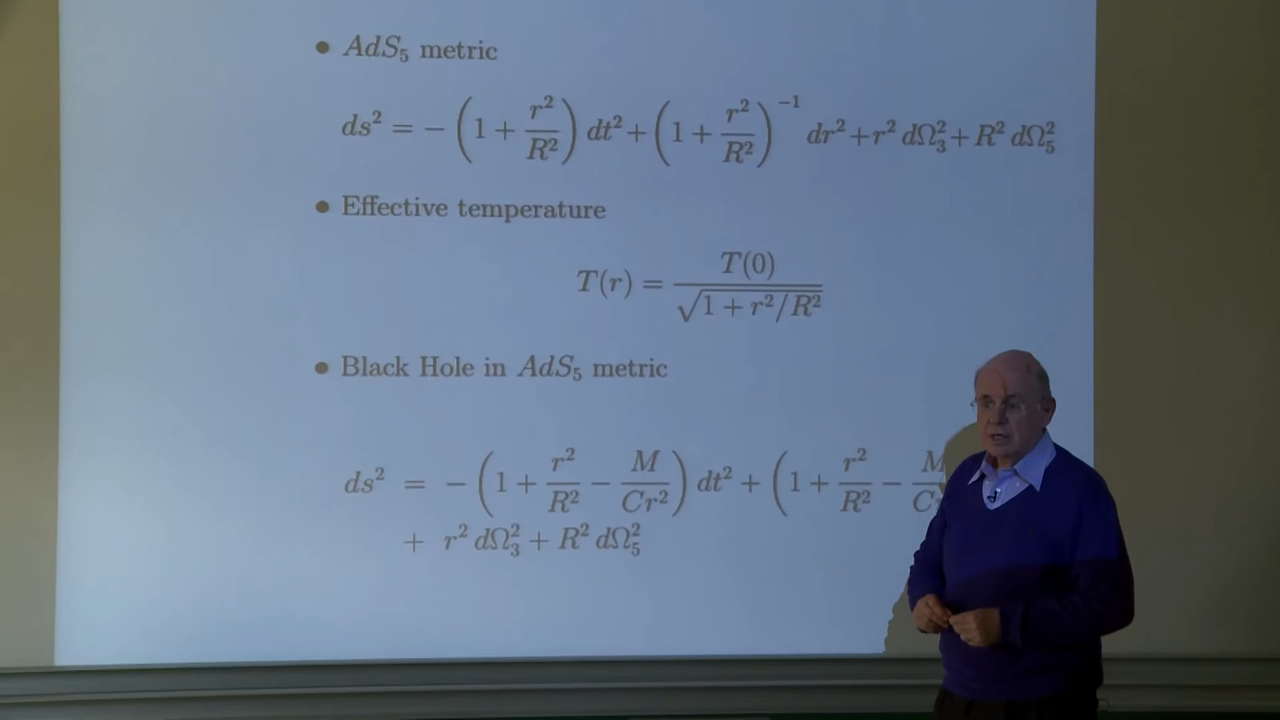 • AdS₅ metric
ds² = − (1 + r²/R²) dt² + (1 + r²/R²)⁻¹ dr² + r² dΩ₃² + R² dΩ₅²
• Effective temperature
T(r) = T(0)/√(1 + r²/R²)
• Black Hole in AdS₅ metric
ds² = − (1 + r²/R² − M/Cr²) dt² + (1 + r²/R² − M/C
+ r² dΩ₃² + R² dΩ₅²